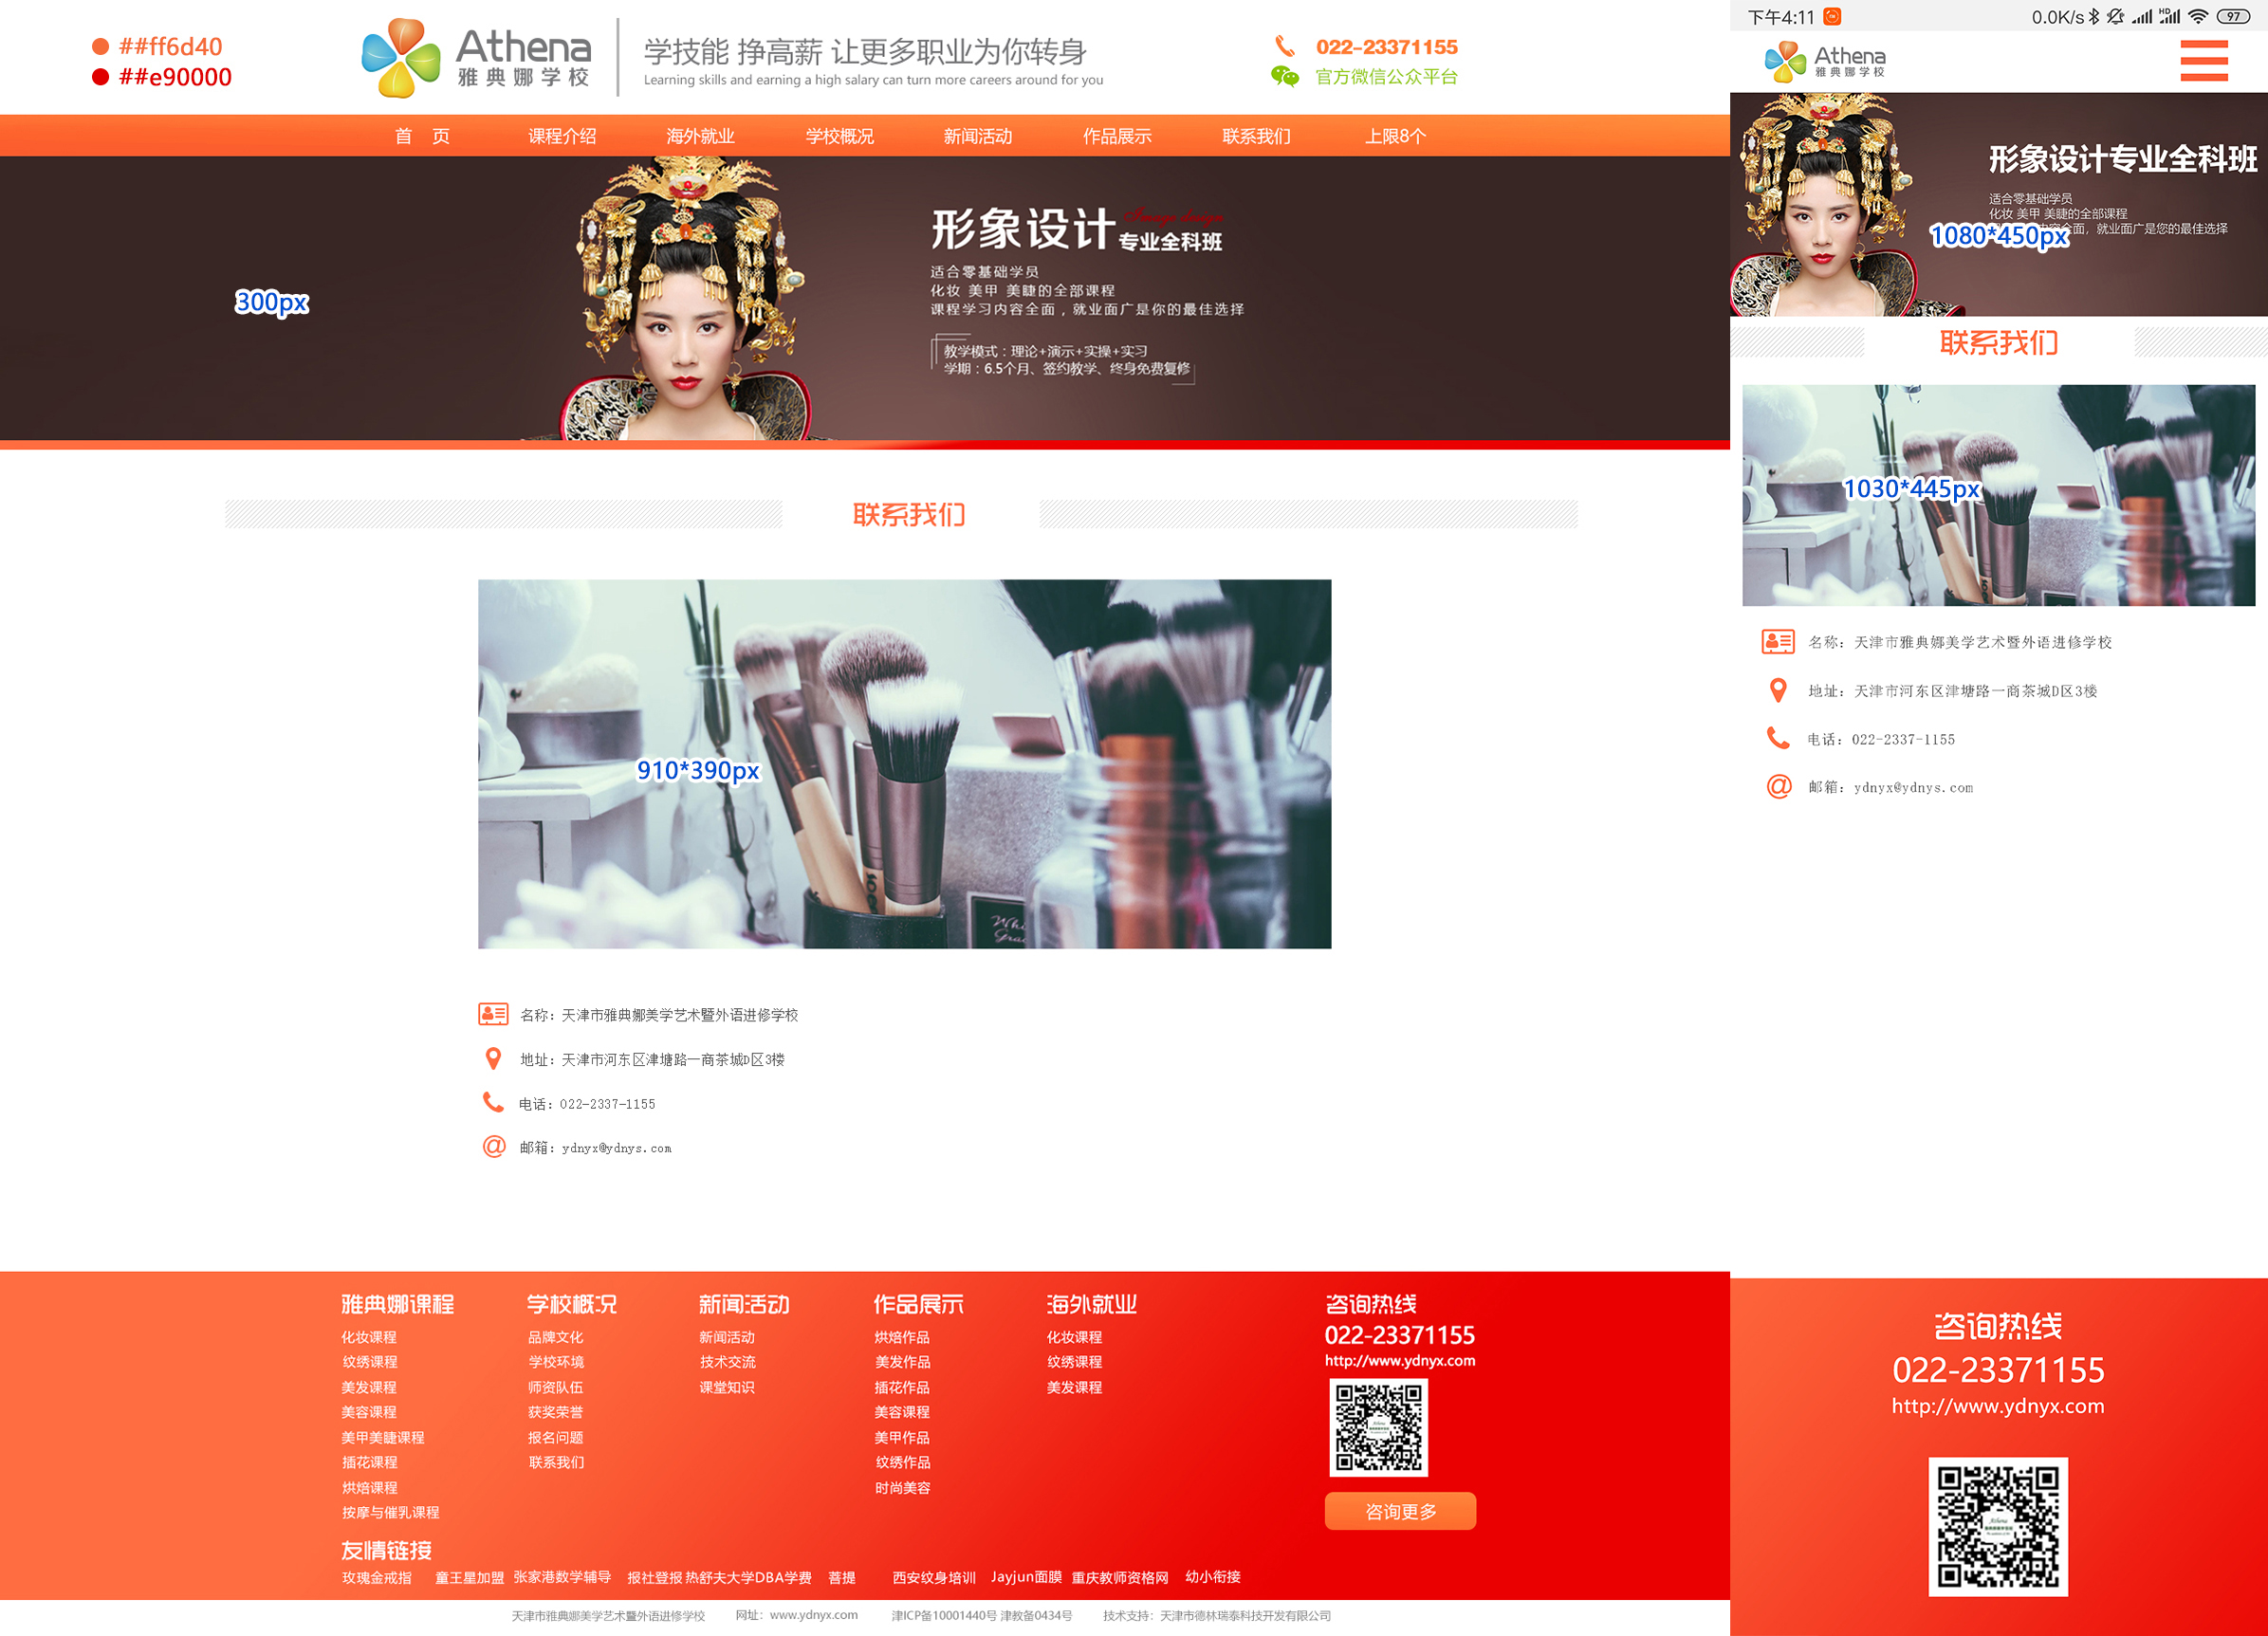 ##ff6d40
##e90000
Athena
雅典娜学校
学技能 挣高薪 让更多职业为你转身
Learning skills and earning a high salary can turn more careers around for you
022-23371155
官方微信公众平台
首 页 课程介绍 海外就业 学校概况 新闻活动 作品展示 联系我们 上限8个
300px
形象设计 Image design
专业全科班
适合零基础学员
化妆 美甲 美睫的全部课程
课程学习内容全面，就业面广是你的最佳选择
教学模式：理论+演示+实操+实习
学期：6.5个月、签约教学、终身免费复修
联系我们
910*390px
名称：天津市雅典娜美学艺术暨外语进修学校
地址：天津市河东区津塘路一商茶城D区3楼
电话：022-2337-1155
邮箱：ydnyx@ydnys.com
雅典娜课程
化妆课程
纹绣课程
美发课程
美容课程
美甲美睫课程
插花课程
烘焙课程
按摩与催乳课程
学校概况
品牌文化
学校环境
师资队伍
获奖荣誉
报名问题
联系我们
新闻活动
新闻活动
技术交流
课堂知识
作品展示
烘焙作品
美发作品
插花作品
美容课程
美甲作品
纹绣作品
时尚美容
海外就业
化妆课程
纹绣课程
美发课程
咨询热线
022-23371155
http://www.ydnyx.com
咨询更多
友情链接
玫瑰金戒指 童王星加盟 张家港数学辅导 报社登报 热舒夫大学DBA学费 菩提 西安纹身培训 Jayjun面膜 重庆教师资格网 幼小衔接
天津市雅典娜美学艺术暨外语进修学校 网址：www.ydnyx.com 津ICP备10001440号 津教备0434号 技术支持：天津市德林瑞泰科技开发有限公司
下午4:11 0.0K/s HD 97
Athena
雅典娜学校
形象设计专业全科班
适合零基础学员
化妆 美甲 美睫的全部课程
容全面，就业面广是您的最佳选择
1080*450px
联系我们
1030*445px
名称：天津市雅典娜美学艺术暨外语进修学校
地址：天津市河东区津塘路一商茶城D区3楼
电话：022-2337-1155
邮箱：ydnyx@ydnys.com
咨询热线
022-23371155
http://www.ydnyx.com